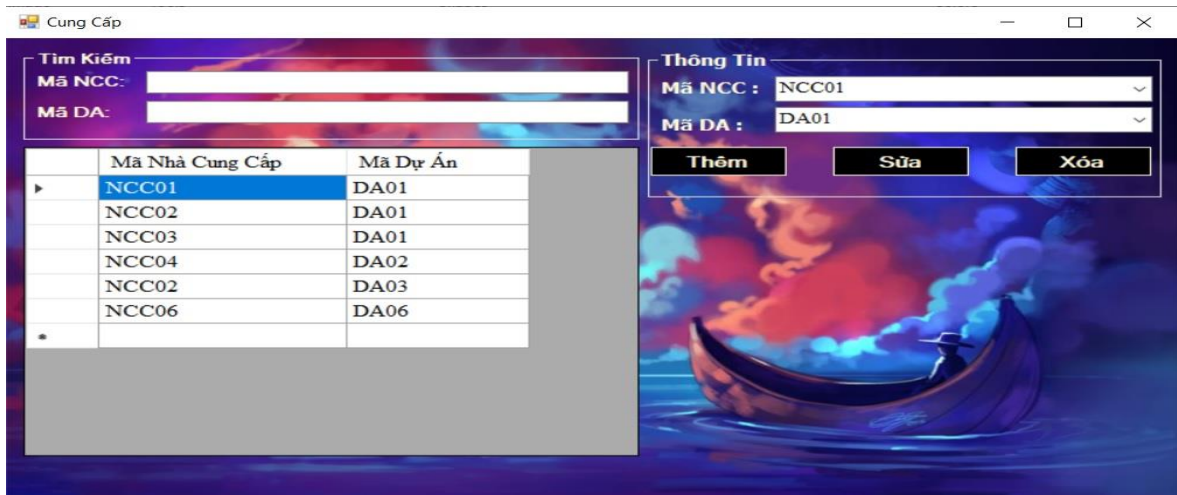 Cung Cấp
Tìm Kiếm
Mã NCC:
Mã DA:
Thông Tin
Mã NCC : NCC01
Mã DA : DA01
Thêm Sửa Xóa
Mã Nhà Cung Cấp Mã Dự Án
NCC01 DA01
NCC02 DA01
NCC03 DA01
NCC04 DA02
NCC02 DA03
NCC06 DA06